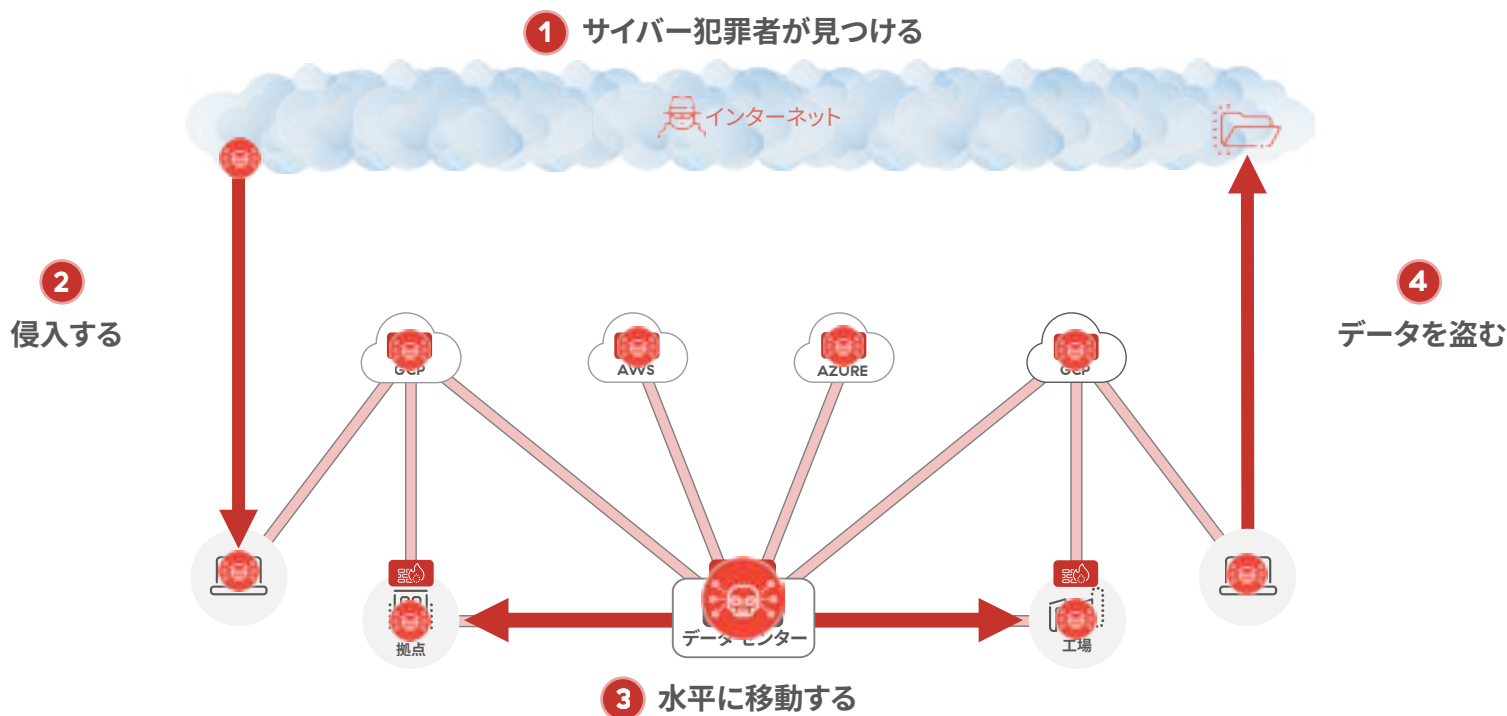 1 サイバー犯罪者が見つける
インターネット
2
侵入する
4
データを盗む
GCP
AWS
AZURE
GCP
拠点
データセンター
工場
3 水平に移動する